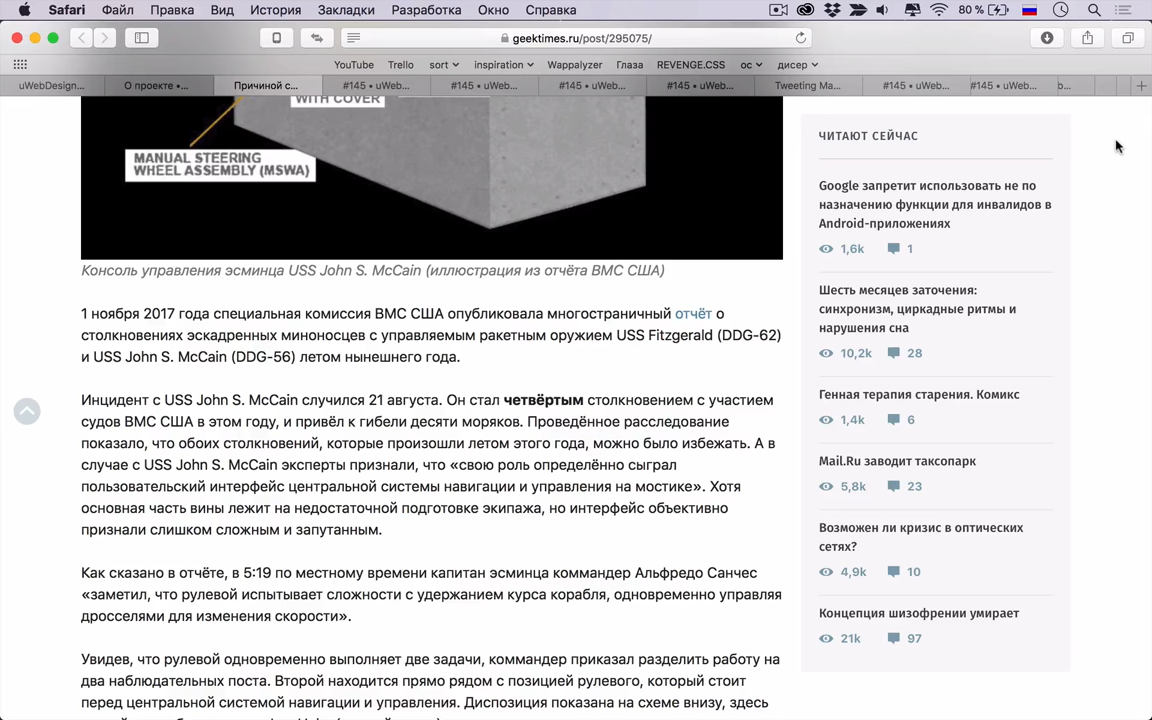 Safari Файл Правка Вид История Закладки Разработка Окно Справка 80 %
geektimes.ru/post/295075/
YouTube Trello sort inspiration Wappalyzer Глаза REVENGE.CSS ос дисер
uWebDesign... О проекте •... Причиной с... #145 • uWeb... #145 • uWeb... #145 • uWeb... #145 • uWeb... Tweeting Ma... #145 • uWeb... #145 • uWeb... b...
WITH COVER
MANUAL STEERING
WHEEL ASSEMBLY (MSWA)
Консоль управления эсминца USS John S. McCain (иллюстрация из отчёта ВМС США)
1 ноября 2017 года специальная комиссия ВМС США опубликовала многостраничный отчёт о
столкновениях эскадренных миноносцев с управляемым ракетным оружием USS Fitzgerald (DDG-62)
и USS John S. McCain (DDG-56) летом нынешнего года.
Инцидент с USS John S. McCain случился 21 августа. Он стал четвёртым столкновением с участием
судов ВМС США в этом году, и привёл к гибели десяти моряков. Проведённое расследование
показало, что обоих столкновений, которые произошли летом этого года, можно было избежать. А в
случае с USS John S. McCain эксперты признали, что «свою роль определённо сыграл
пользовательский интерфейс центральной системы навигации и управления на мостике». Хотя
основная часть вины лежит на недостаточной подготовке экипажа, но интерфейс объективно
признали слишком сложным и запутанным.
Как сказано в отчёте, в 5:19 по местному времени капитан эсминца коммандер Альфредо Санчес
«заметил, что рулевой испытывает сложности с удержанием курса корабля, одновременно управляя
дросселями для изменения скорости».
Увидев, что рулевой одновременно выполняет две задачи, коммандер приказал разделить работу на
два наблюдательных поста. Второй находится прямо рядом с позицией рулевого, который стоит
перед центральной системой навигации и управления. Диспозиция показана на схеме внизу, здесь
ЧИТАЮТ СЕЙЧАС
Google запретит использовать не по
назначению функции для инвалидов в
Android-приложениях
1,6k 1
Шесть месяцев заточения:
синхронизм, циркадные ритмы и
нарушения сна
10,2k 28
Генная терапия старения. Комикс
1,4k 6
Mail.Ru заводит таксопарк
5,8k 23
Возможен ли кризис в оптических
сетях?
4,9k 10
Концепция шизофрении умирает
21k 97